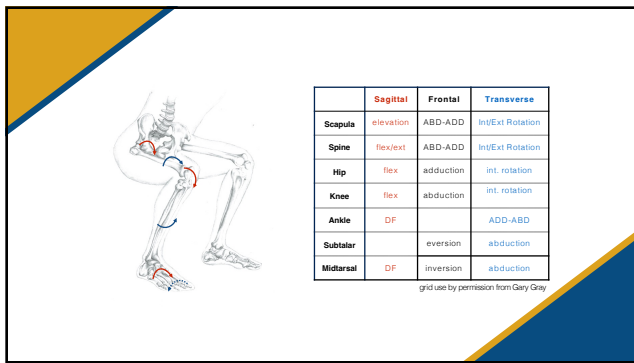 Sagittal Frontal Transverse
Scapula elevation ABD-ADD Int/Ext Rotation
Spine flex/ext ABD-ADD Int/Ext Rotation
Hip flex adduction int. rotation
Knee flex abduction int. rotation
Ankle DF ADD-ABD
Subtalar eversion abduction
Midtarsal DF inversion abduction
grid use by permission from Gary Gray